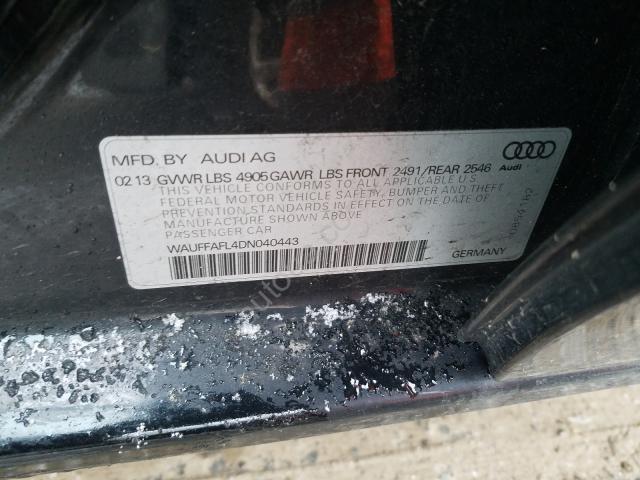 MFD. BY AUDI AG
02 13 GVWR LBS 4905 GAWR LBS FRONT 2491/REAR 2546
Audi
THIS VEHICLE CONFORMS TO ALL APPLICABLE U.S.
FEDERAL MOTOR VEHICLE SAFETY, BUMPER AND THEFT
PREVENTION STANDARDS IN EFFECT ON THE DATE OF
MANUFACTURE SHOWN ABOVE
PASSENGER CAR
WAUFFAFL4DN040443
GERMANY